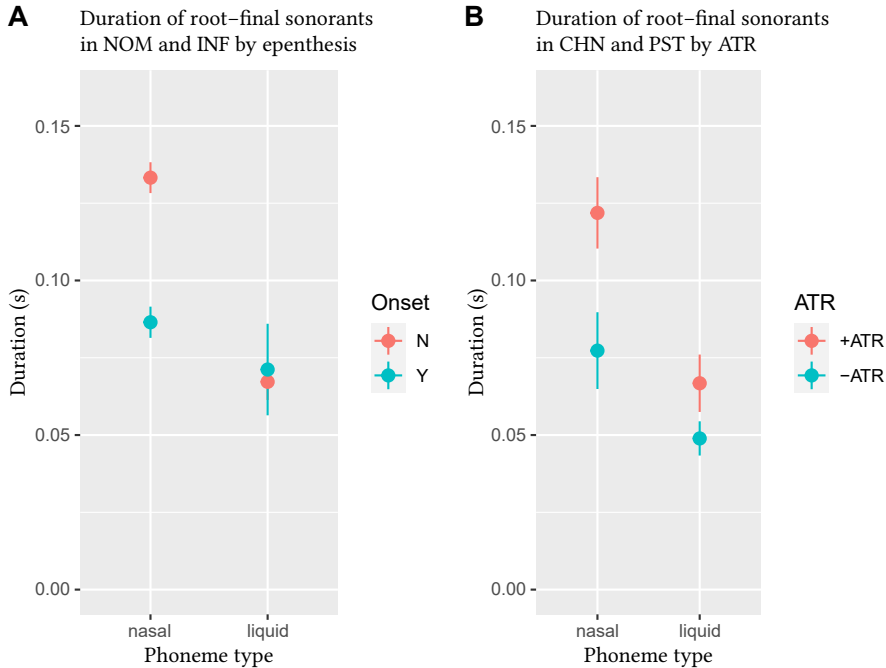 A
Duration of root–final sonorants
in NOM and INF by epenthesis
0.15
0.10
0.05
0.00
Duration (s)
nasal
liquid
Phoneme type
Onset
N
Y
B
Duration of root–final sonorants
in CHN and PST by ATR
0.15
0.10
0.05
0.00
Duration (s)
nasal
liquid
Phoneme type
ATR
+ATR
−ATR